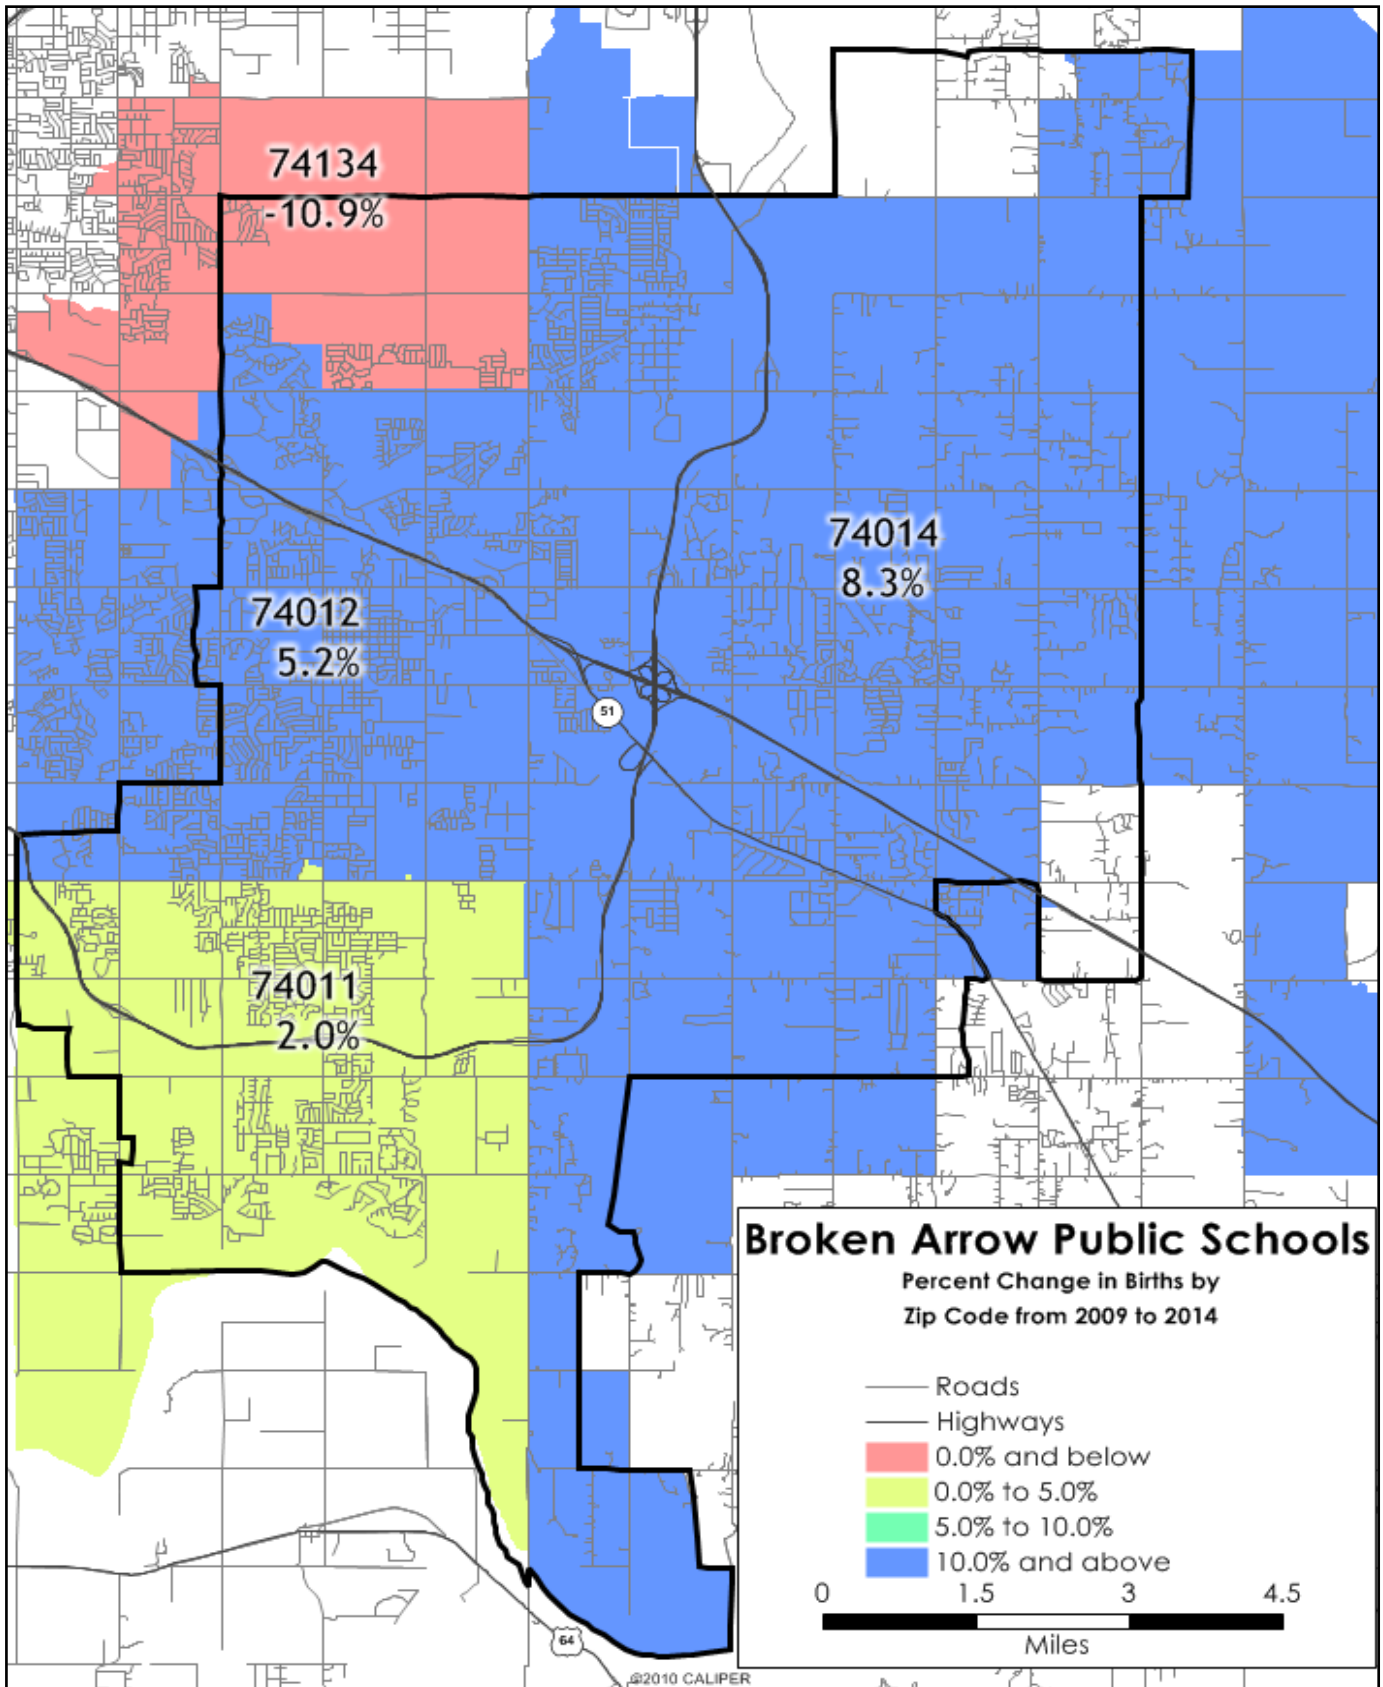 74134
-10.9%
74014
8.3%
74012
5.2%
51
74011
2.0%
Broken Arrow Public Schools
Percent Change in Births by
Zip Code from 2009 to 2014
Roads
Highways
0.0% and below
0.0% to 5.0%
5.0% to 10.0%
10.0% and above
0 1.5 3 4.5
Miles
64
©2010 CALIPER